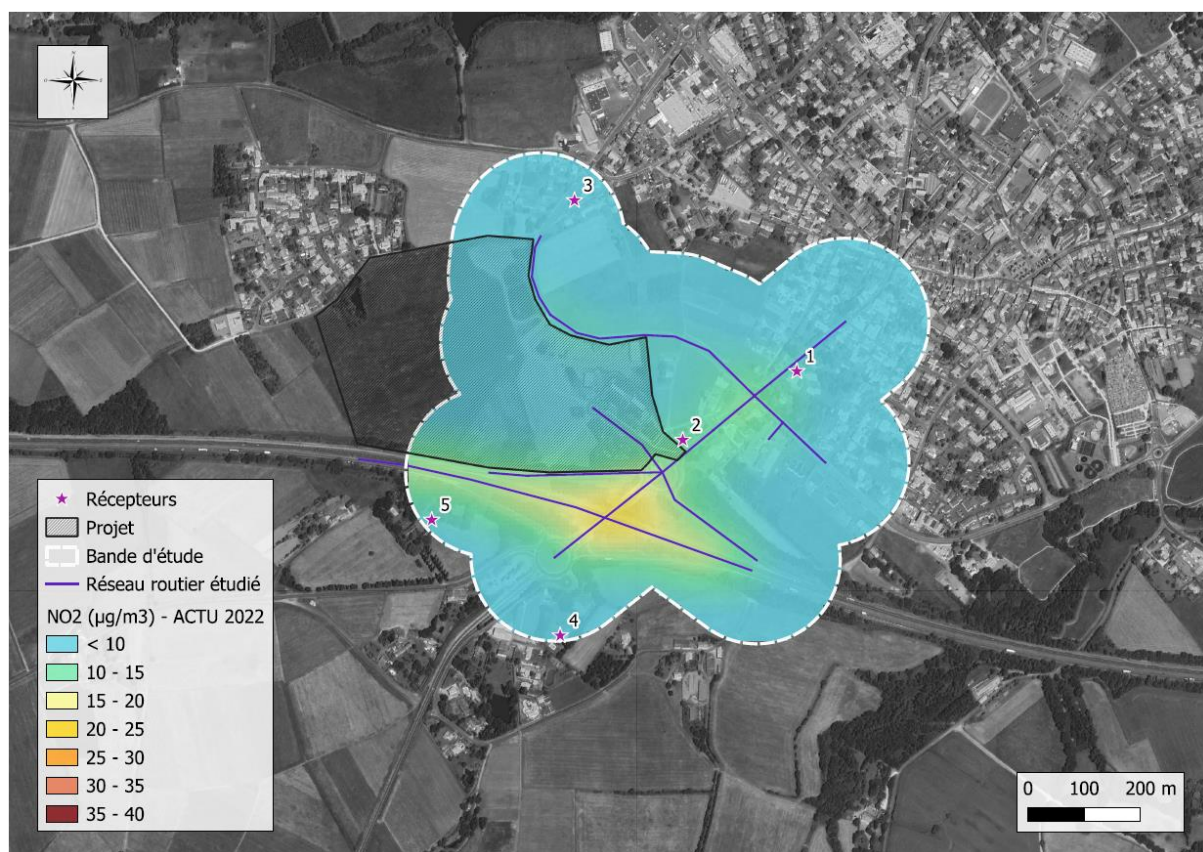 3
1
2
5
4
Récepteurs
Projet
Bande d'étude
Réseau routier étudié
NO2 (µg/m3) - ACTU 2022
< 10
10 - 15
15 - 20
20 - 25
25 - 30
30 - 35
35 - 40
0 100 200 m